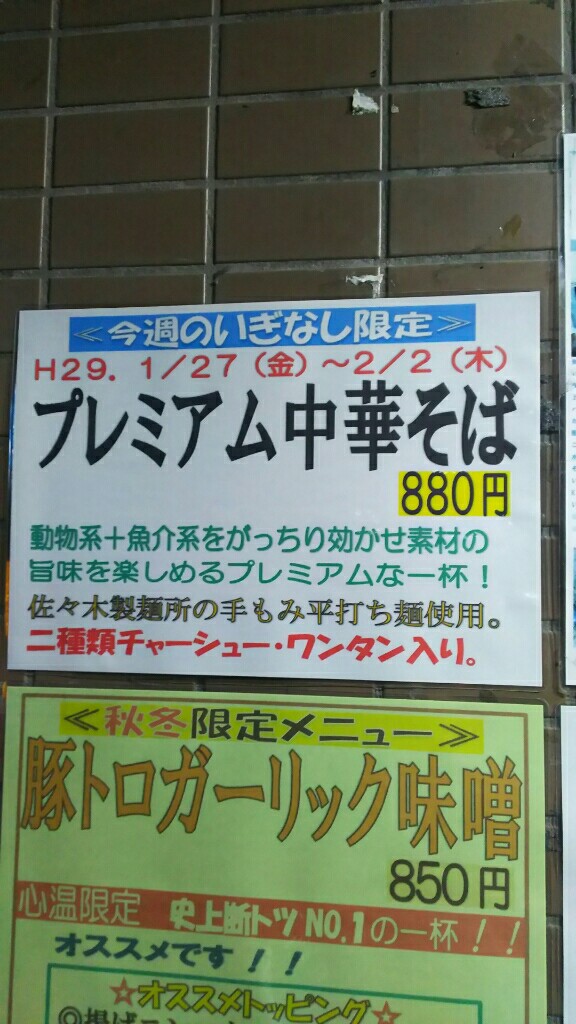 ≪今週のいぎなし限定≫
H29. 1/27（金）～2/2（木）
プレミアム中華そば
880円
動物系＋魚介系をがっちり効かせ素材の
旨味を楽しめるプレミアムな一杯！
佐々木製麺所の手もみ平打ち麺使用。
二種類チャーシュー・ワンタン入り。
≪秋冬限定メニュー≫
豚トロガーリック味噌
850円
心温限定 史上断トツNO.1の一杯！！
オススメです！！
☆オススメトッピング☆